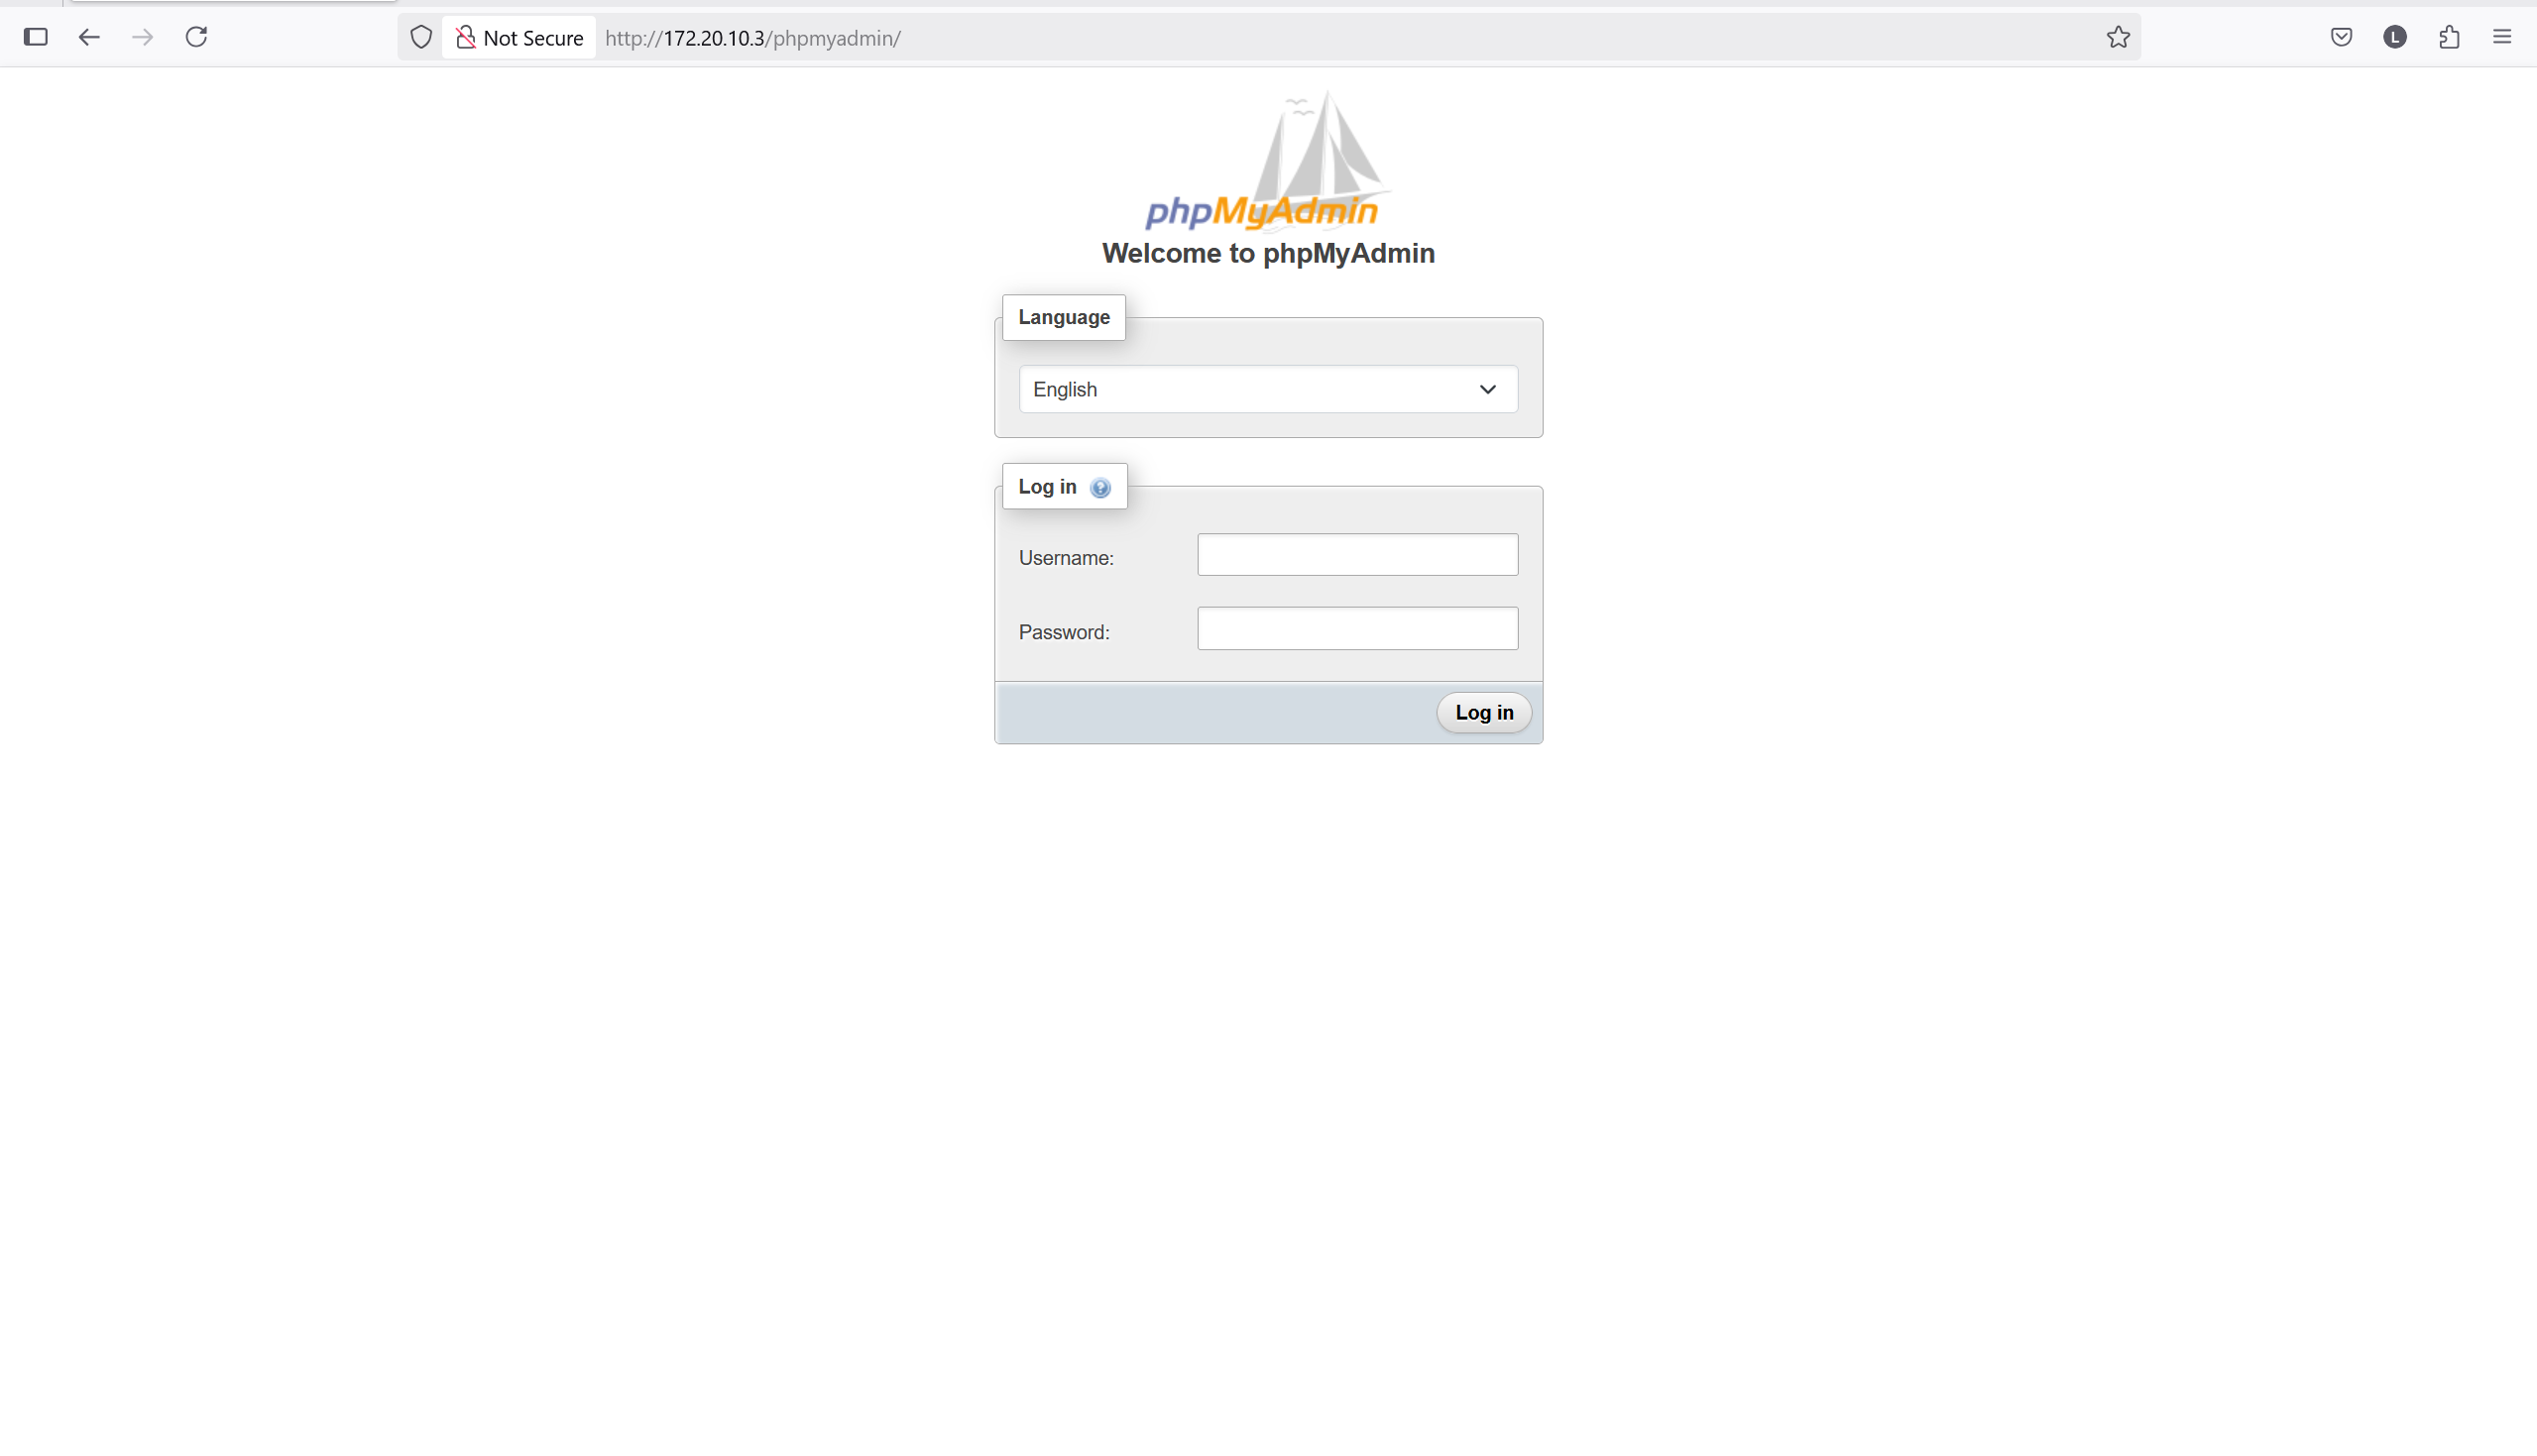 Not Secure http://172.20.10.3/phpmyadmin/
L
phpMyAdmin
Welcome to phpMyAdmin
Language
English
Log in
Username:
Password:
Log in